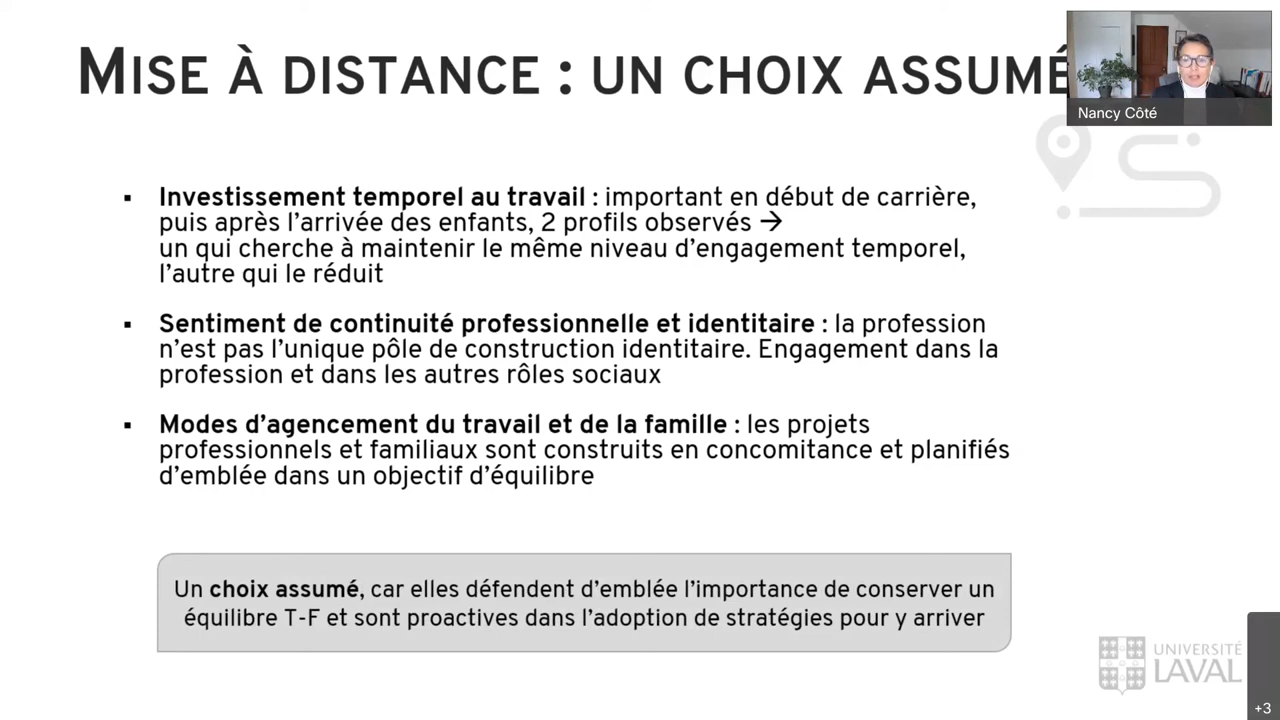 MISE À DISTANCE : UN CHOIX ASSUMÉ
Nancy Côté
▪ Investissement temporel au travail : important en début de carrière,
puis après l’arrivée des enfants, 2 profils observés →
un qui cherche à maintenir le même niveau d’engagement temporel,
l’autre qui le réduit
▪ Sentiment de continuité professionnelle et identitaire : la profession
n’est pas l’unique pôle de construction identitaire. Engagement dans la
profession et dans les autres rôles sociaux
▪ Modes d’agencement du travail et de la famille : les projets
professionnels et familiaux sont construits en concomitance et planifiés
d’emblée dans un objectif d’équilibre
Un choix assumé, car elles défendent d’emblée l’importance de conserver un
équilibre T-F et sont proactives dans l’adoption de stratégies pour y arriver
UNIVERSITÉ
LAVAL
+3